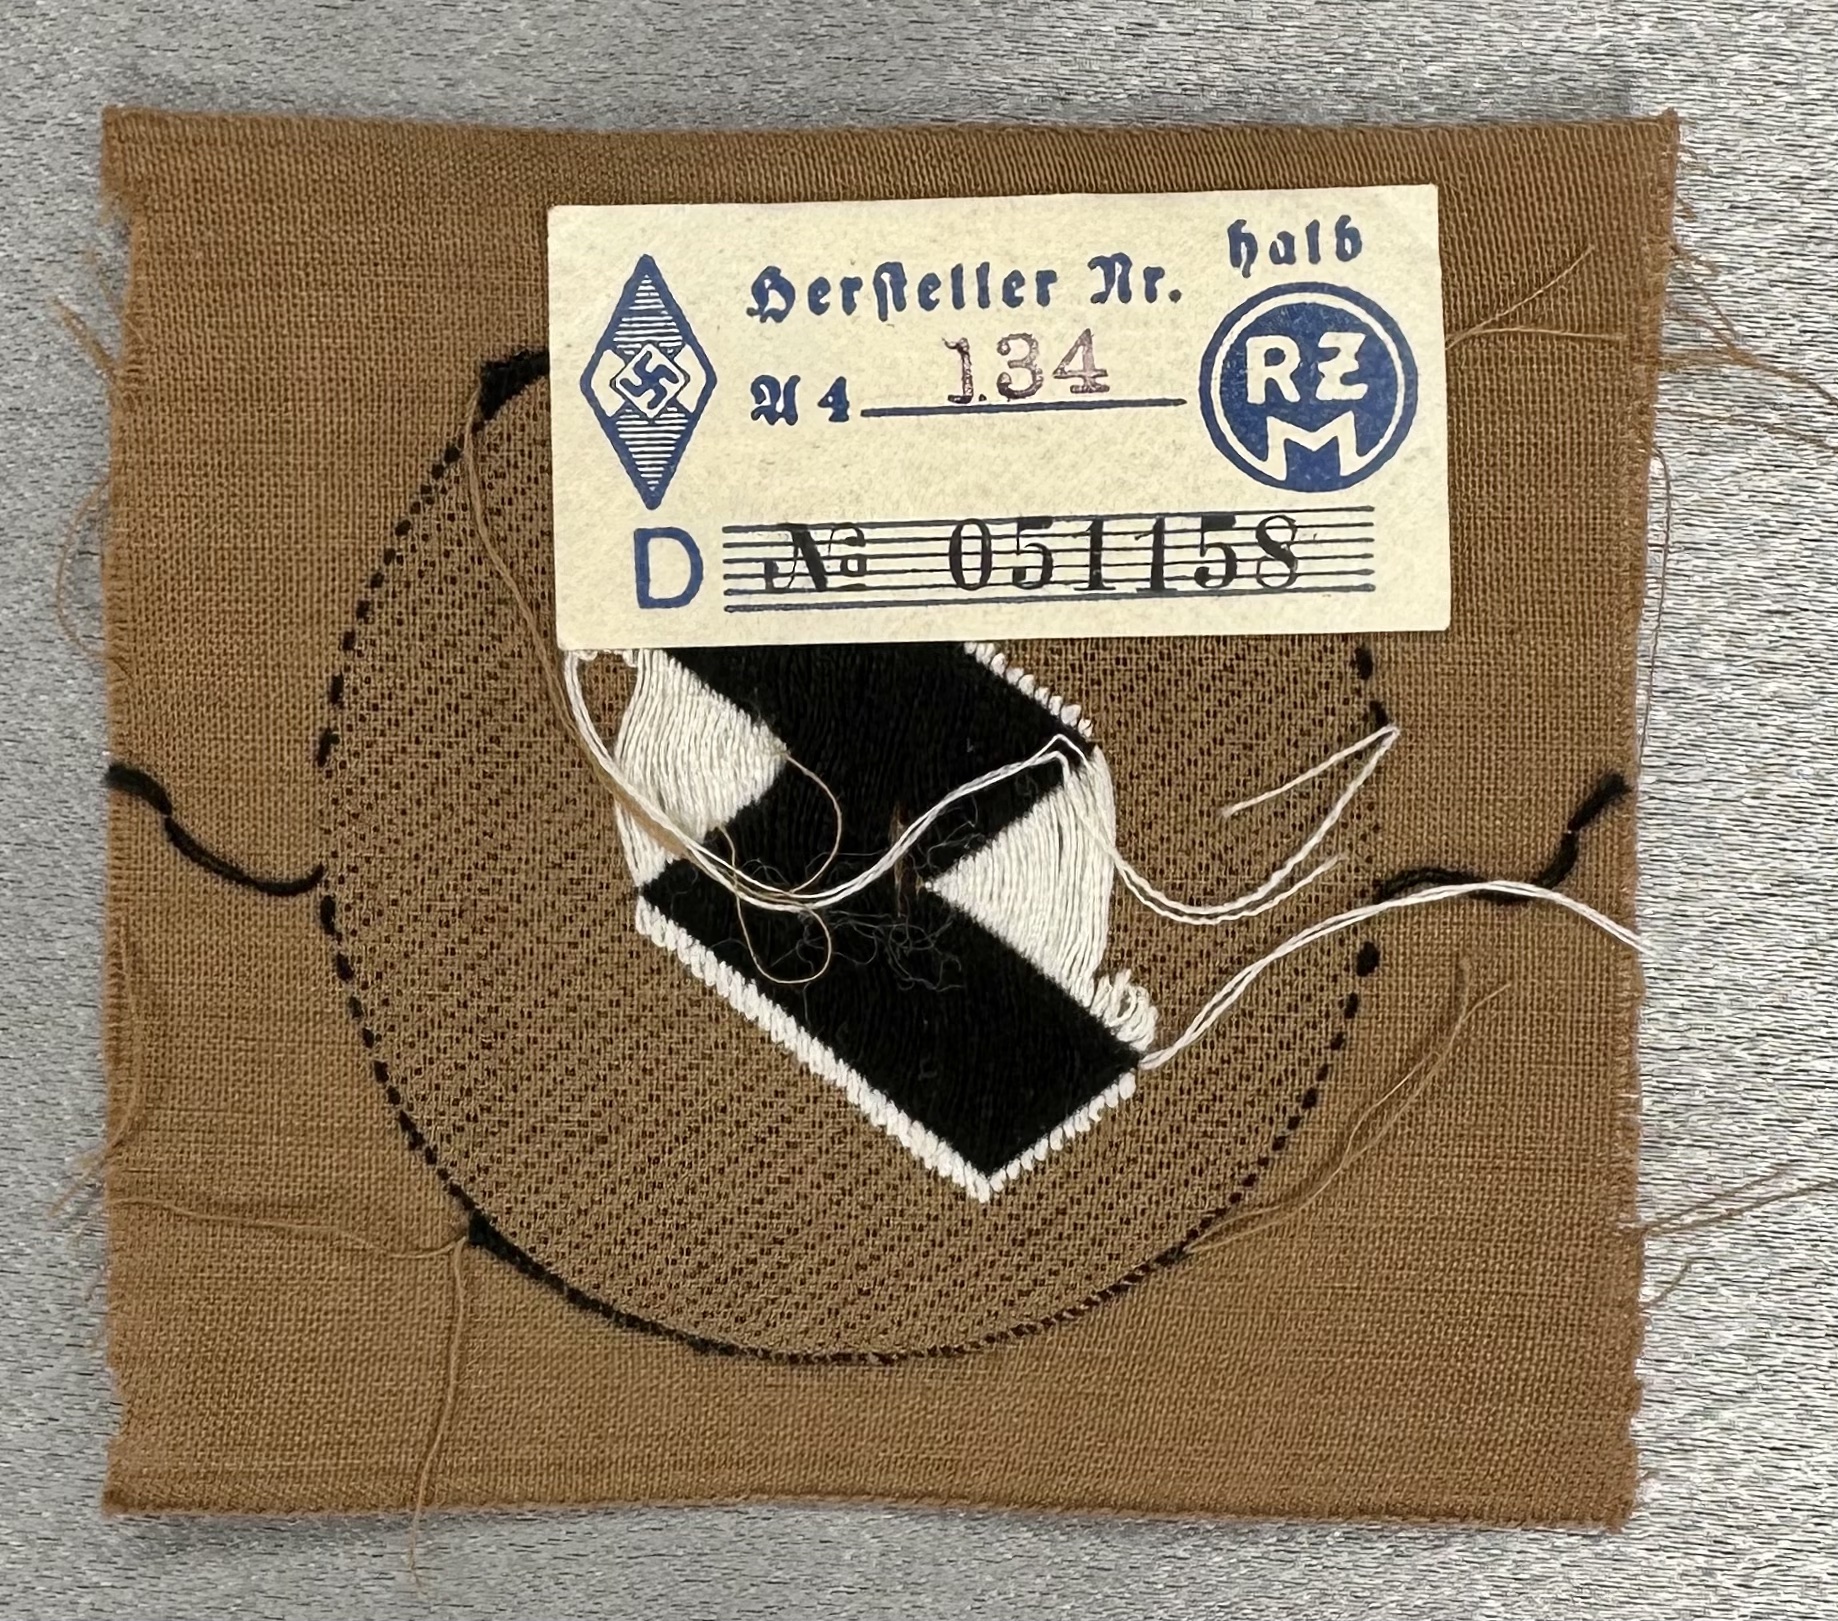 halb
Hersteller Nr.
A 4 134
RZM
D No 051158